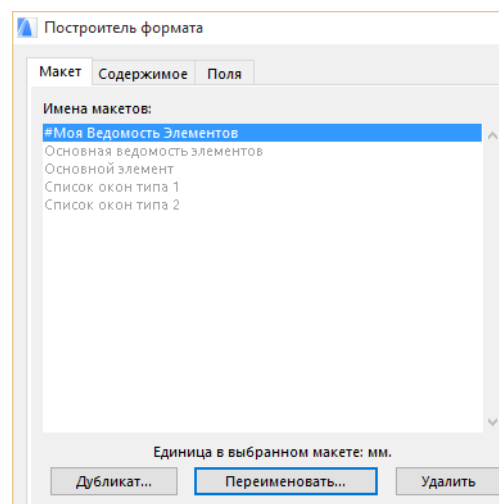 Построитель формата
Макет Содержимое Поля
Имена макетов:
#Моя Ведомость Элементов
Основная ведомость элементов
Основной элемент
Список окон типа 1
Список окон типа 2
Единица в выбранном макете: мм.
Дубликат... Переименовать... Удалить